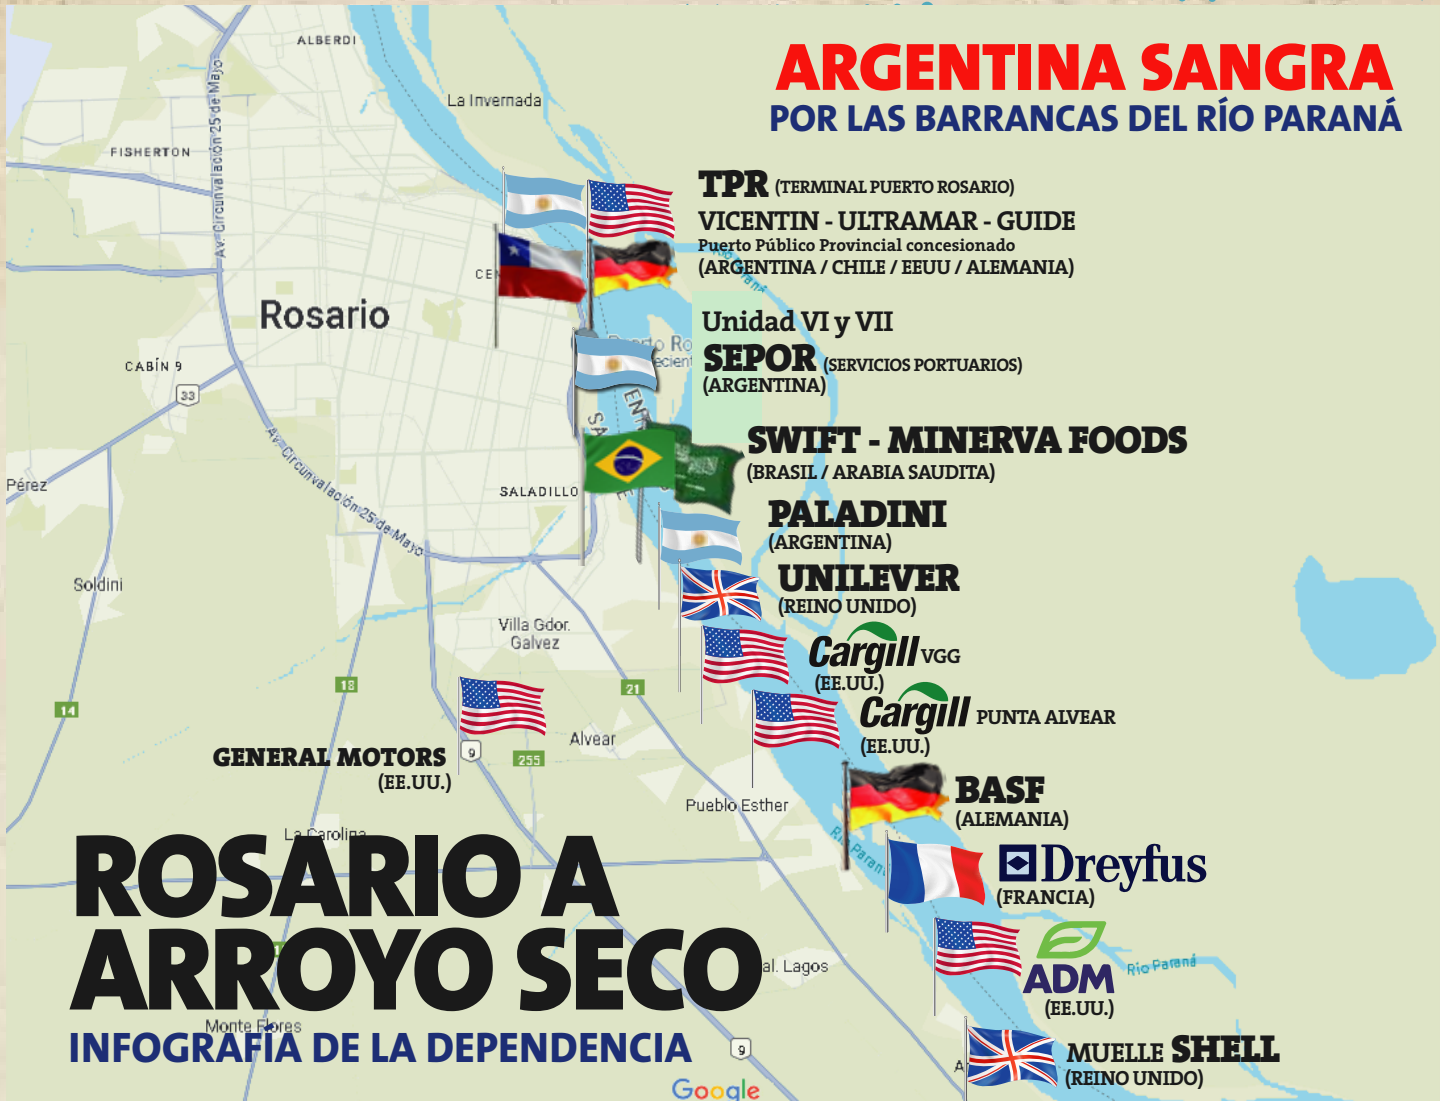 ARGENTINA SANGRA
POR LAS BARRANCAS DEL RÍO PARANÁ
ALBERDI
La Invernada
FISHERTON
Av. Circunvalación 25 de Mayo
TPR (TERMINAL PUERTO ROSARIO)
VICENTIN - ULTRAMAR - GUIDE
Puerto Público Provincial concesionado
(ARGENTINA / CHILE / EEUU / ALEMANIA)
Rosario
Unidad VI y VII
SEPOR (SERVICIOS PORTUARIOS)
(ARGENTINA)
CABÍN 9
33
Av. Circunvalación 25 de Mayo
SWIFT - MINERVA FOODS
(BRASIL / ARABIA SAUDITA)
Pérez
SALADILLO
PALADINI
(ARGENTINA)
Soldini
UNILEVER
(REINO UNIDO)
Villa Gdor.
Galvez
Cargill VGG
(EE.UU.)
18
21
14
Cargill PUNTA ALVEAR
(EE.UU.)
Alvear
GENERAL MOTORS
(EE.UU.)
9
255
BASF
(ALEMANIA)
Pueblo Esther
La Carolina
Río Paraná
Dreyfus
(FRANCIA)
ROSARIO A
ARROYO SECO
al. Lagos
ADM
(EE.UU.)
Río Paraná
Monte Flores
INFOGRAFÍA DE LA DEPENDENCIA
9
MUELLE SHELL
(REINO UNIDO)
Google